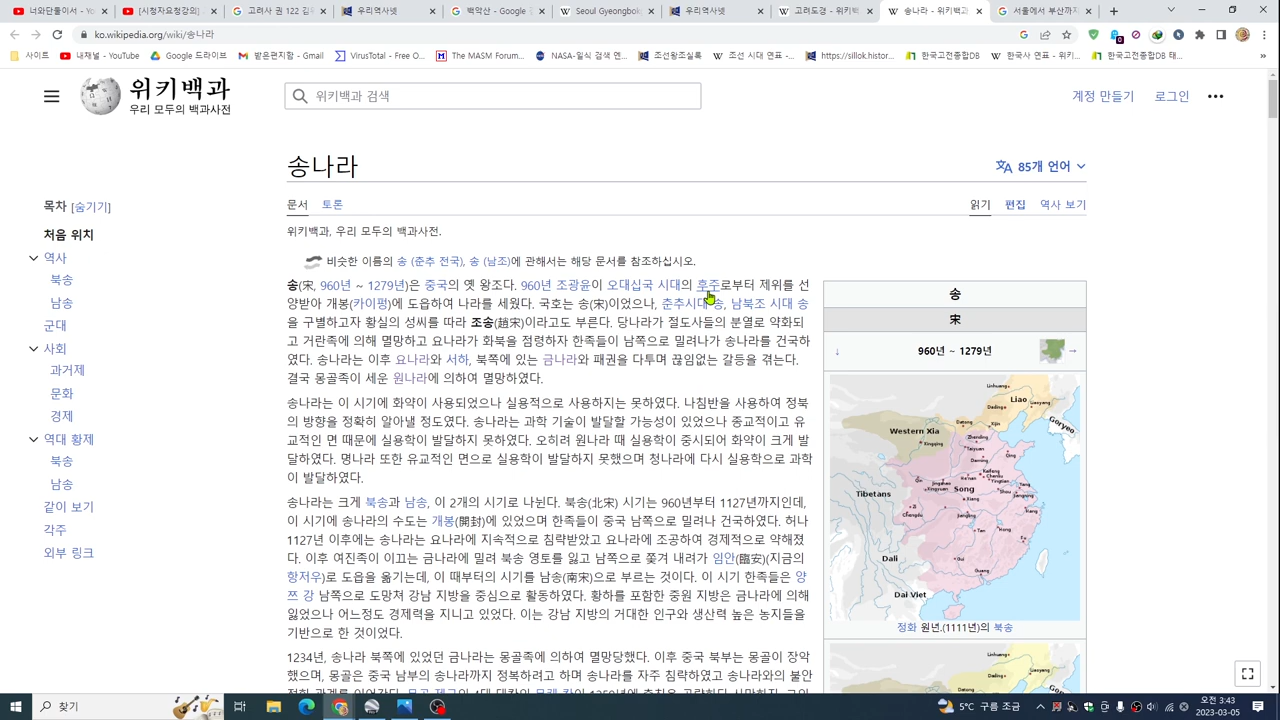 너와단둘이서 - Yo
[시청자요청강의]
고려사 권 122 김
우리역사넷
백악산 - Google 검
Seoul Gyeongbok
우리역사넷
고려도경 - 위키백
송나라 - 위키백과
서울에서 부산까지
ko.wikipedia.org/wiki/송나라
사이트
내채널 - YouTube
Google 드라이브
받은편지함 - Gmail
VirusTotal - Free...
The MASM Forum...
NASA-일식 검색 엔...
조선왕조실록
조선 시대 연표 -...
https://sillok.histor...
한국고전종합DB
한국사 연표 - 위키...
한국고전종합DB 태...
위키백과
우리 모두의 백과사전
위키백과 검색
계정 만들기
로그인
송나라
85개 언어
목차 [숨기기]
처음 위치
역사
북송
남송
군대
사회
과거제
문화
경제
역대 황제
북송
남송
같이 보기
각주
외부 링크
문서
토론
읽기
편집
역사 보기
위키백과, 우리 모두의 백과사전.
비슷한 이름의 송 (춘추 전국), 송 (남조)에 관해서는 해당 문서를 참조하십시오.
송(宋, 960년 ~ 1279년)은 중국의 옛 왕조다. 960년 조광윤이 오대십국 시대의 후주로부터 제위를 선
양받아 개봉(카이펑)에 도읍하여 나라를 세웠다. 국호는 송(宋)이었으나, 춘추시대 송, 남북조 시대 송
을 구별하고자 황실의 성씨를 따라 조송(趙宋)이라고도 부른다. 당나라가 절도사들의 분열로 약화되
고 거란족에 의해 멸망하고 요나라가 화북을 점령하자 한족들이 남쪽으로 밀려나가 송나라를 건국하
였다. 송나라는 이후 요나라와 서하, 북쪽에 있는 금나라와 패권을 다투며 끊임없는 갈등을 겪는다.
결국 몽골족이 세운 원나라에 의하여 멸망하였다.
송나라는 이 시기에 화약이 사용되었으나 실용적으로 사용하지는 못하였다. 나침반을 사용하여 정북
의 방향을 정확히 알아낼 정도였다. 송나라는 과학 기술이 발달할 가능성이 있었으나 종교적이고 유
교적인 면 때문에 실용학이 발달하지 못하였다. 오히려 원나라 때 실용학이 중시되어 화약이 크게 발
달하였다. 명나라 또한 유교적인 면으로 실용학이 발달하지 못했으며 청나라에 다시 실용학으로 과학
이 발달하였다.
송나라는 크게 북송과 남송, 이 2개의 시기로 나뉜다. 북송(北宋) 시기는 960년부터 1127년까지인데,
이 시기에 송나라의 수도는 개봉(開封)에 있었으며 한족들이 중국 남쪽으로 밀려나 건국하였다. 허나
1127년 이후에는 송나라는 요나라에 지속적으로 침략받았고 요나라에 조공하여 경제적으로 약해졌
다. 이후 여진족이 이끄는 금나라에 밀려 북송 영토를 잃고 남쪽으로 쫓겨 내려가 임안(臨安)(지금의
항저우)로 도읍을 옮기는데, 이 때부터의 시기를 남송(南宋)으로 부르는 것이다. 이 시기 한족들은 양
쯔 강 남쪽으로 도망쳐 강남 지방을 중심으로 활동하였다. 황하를 포함한 중원 지방은 금나라에 의해
잃었으나 어느정도 경제력을 지니고 있었다. 이는 강남 지방의 거대한 인구와 생산력 높은 농지들을
기반으로 한 것이었다.
1234년, 송나라 북쪽에 있었던 금나라는 몽골족에 의하여 멸망당했다. 이후 중국 북부는 몽골이 장악
했으며, 몽골은 중국 남부의 송나라까지 정복하려고 하며 송나라를 자주 침략하였고 송나라와의 불안
송
宋
↓
960년 ~ 1279년
→
Liao
Goryeo
Western Xia
Song
Tibetans
Dali
Dai Viet
정화 원년.(1111년)의 북송
찾기
5°C 구름 조금
오전 3:43
2023-03-05